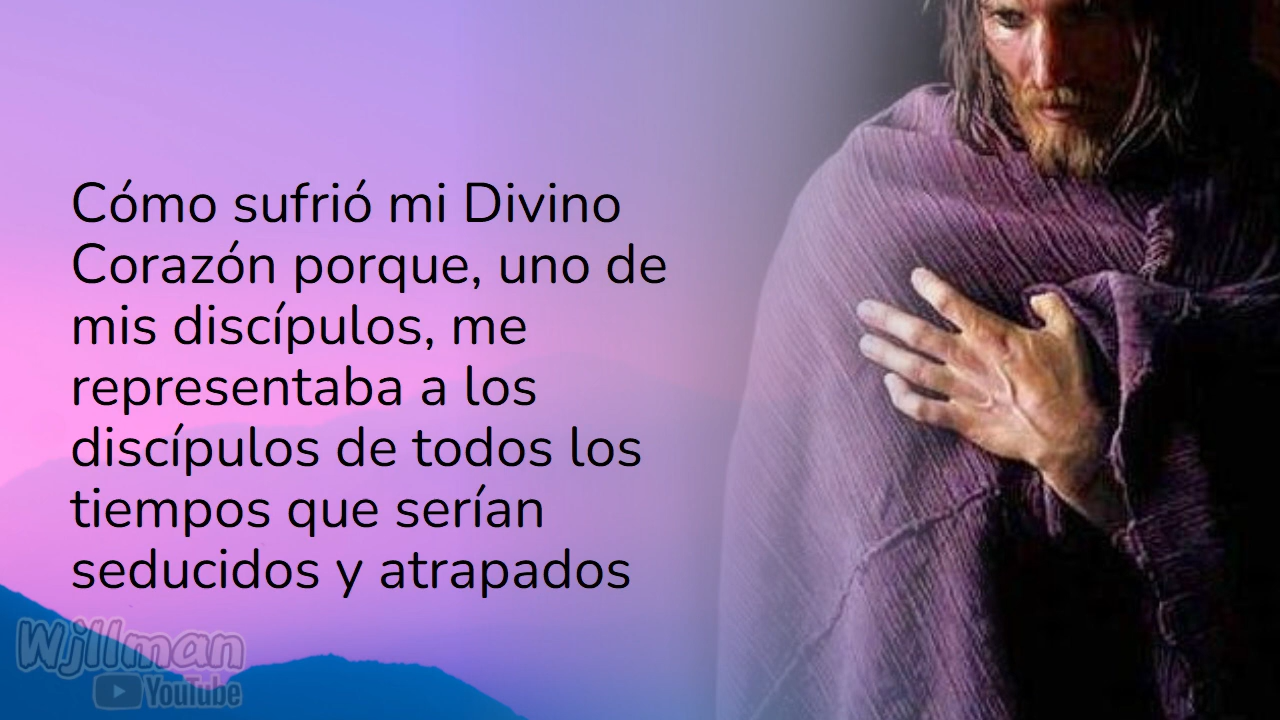 Cómo sufrió mi Divino
Corazón porque, uno de
mis discípulos, me
representaba a los
discípulos de todos los
tiempos que serían
seducidos y atrapados
Wjllman
YouTube